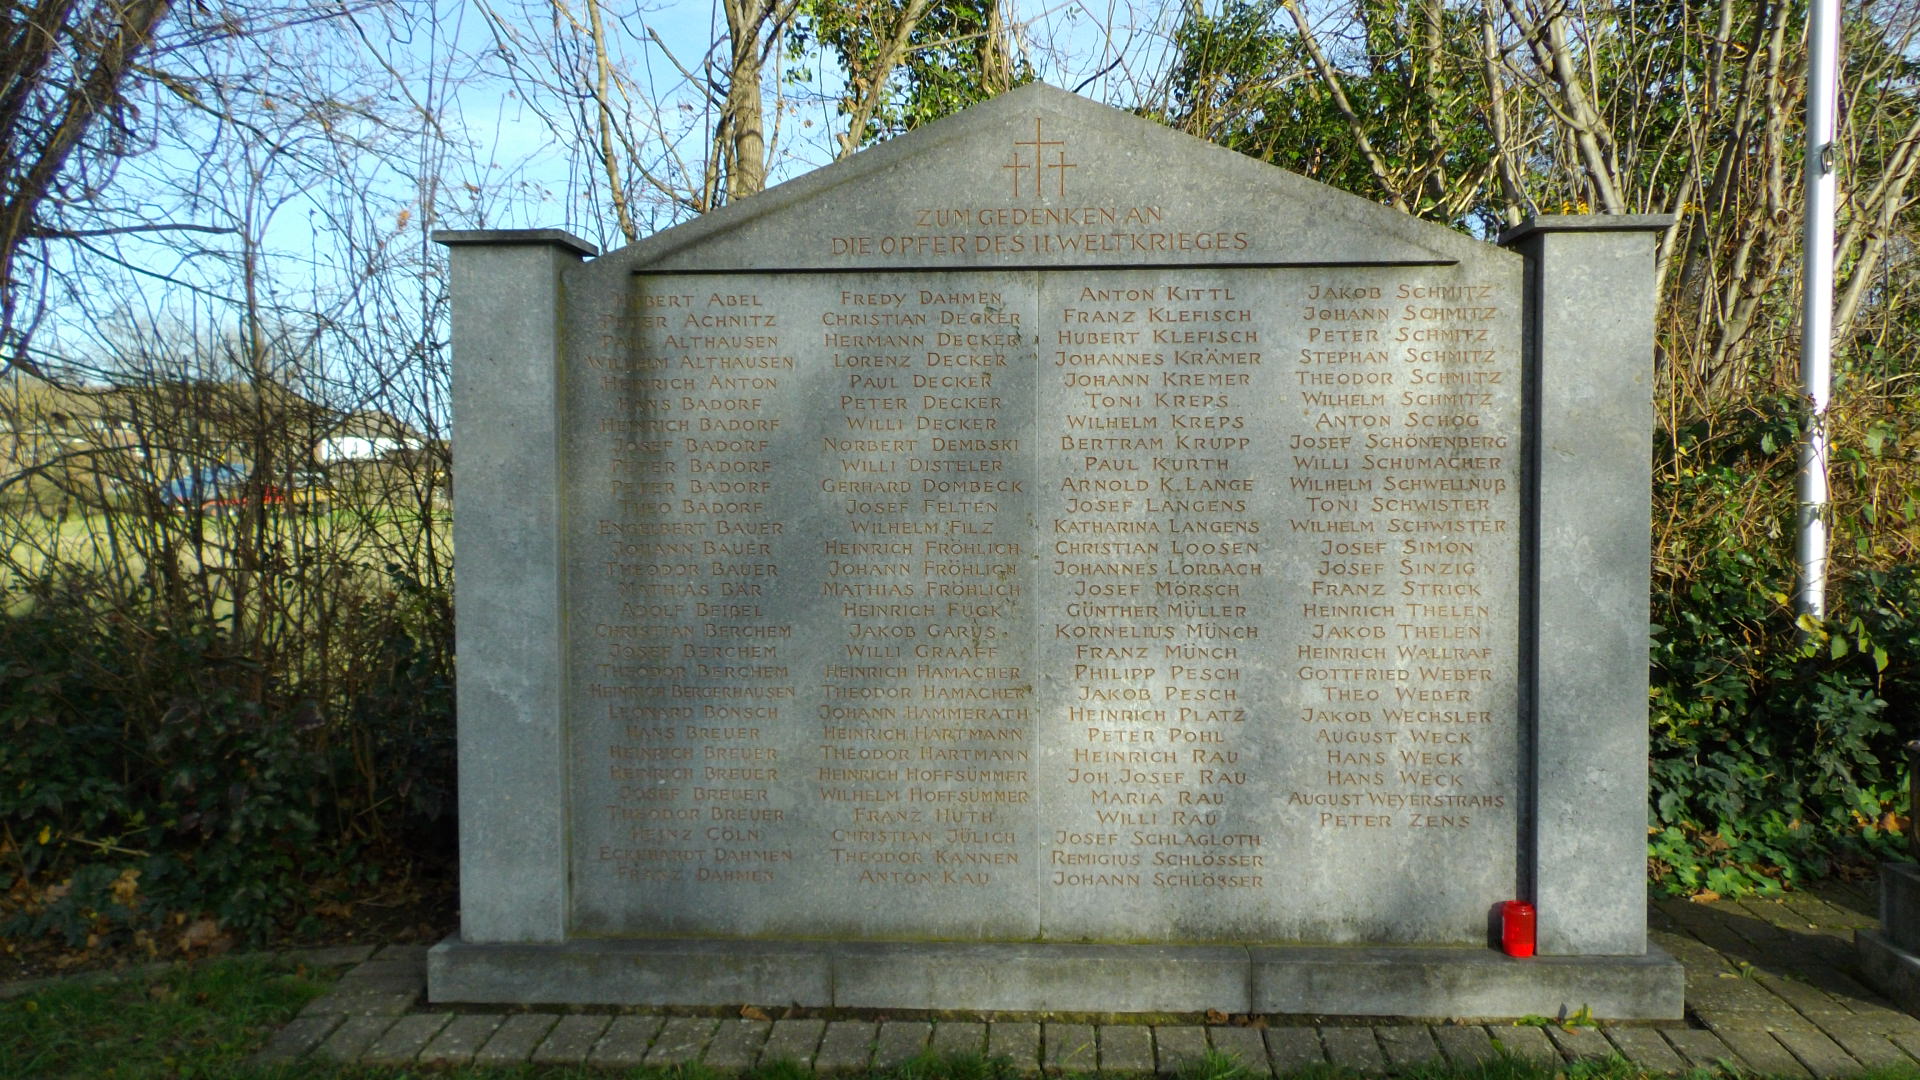 ZUM GEDENKEN AN
DIE OPFER DES II. WELTKRIEGES
HUBERT ABEL
PETER ACHNITZ
PAUL ALTHAUSEN
WILHELM ALTHAUSEN
HEINRICH ANTON
HANS BADORF
HEINRICH BADORF
JOSEF BADORF
PETER BADORF
PETER BADORF
THEO BADORF
ENGELBERT BAUER
JOHANN BAUER
THEODOR BAUER
MATHIAS BÄR
ADOLF BEIßEL
CHRISTIAN BERCHEM
JOSEF BERCHEM
THEODOR BERCHEM
HEINRICH BERGERHAUSEN
LEONARD BÖNSCH
HANS BREUER
HEINRICH BREUER
HEINRICH BREUER
JOSEF BREUER
THEODOR BREUER
HEINZ CÖLN
ECKEHARDT DAHMEN
FRANZ DAHMEN
FREDY DAHMEN
CHRISTIAN DECKER
HERMANN DECKER
LORENZ DECKER
PAUL DECKER
PETER DECKER
WILLI DECKER
NORBERT DEMBSKI
WILLI DISTELER
GERHARD DOMBECK
JOSEF FELTEN
WILHELM FILZ
HEINRICH FRÖHLICH
JOHANN FRÖHLICH
MATHIAS FRÖHLICH
HEINRICH FUCK
JAKOB GARUS
WILLI GRAAFF
HEINRICH HAMACHER
THEODOR HAMACHER
JOHANN HAMMERATH
HEINRICH HARTMANN
THEODOR HARTMANN
HEINRICH HOFFSÜMMER
WILHELM HOFFSÜMMER
FRANZ HUTH
CHRISTIAN JÜLICH
THEODOR KANNEN
ANTON KAU
ANTON KITTL
FRANZ KLEFISCH
HUBERT KLEFISCH
JOHANNES KRÄMER
JOHANN KREMER
TONI KREPS
WILHELM KREPS
BERTRAM KRUPP
PAUL KURTH
ARNOLD K. LANGE
JOSEF LANGENS
KATHARINA LANGENS
CHRISTIAN LOOSEN
JOHANNES LORBACH
JOSEF MÖRSCH
GÜNTHER MÜLLER
KORNELIUS MÜNCH
FRANZ MÜNCH
PHILIPP PESCH
JAKOB PESCH
HEINRICH PLATZ
PETER POHL
HEINRICH RAU
JOH. JOSEF RAU
MARIA RAU
WILLI RAU
JOSEF SCHLAGLOTH
REMIGIUS SCHLÖSSER
JOHANN SCHLÖSSER
JAKOB SCHMITZ
JOHANN SCHMITZ
PETER SCHMITZ
STEPHAN SCHMITZ
THEODOR SCHMITZ
WILHELM SCHMITZ
ANTON SCHOG
JOSEF SCHÖNENBERG
WILLI SCHUMACHER
WILHELM SCHWELLNUß
TONI SCHWISTER
WILHELM SCHWISTER
JOSEF SIMON
JOSEF SINZIG
FRANZ STRICK
HEINRICH THELEN
JAKOB THELEN
HEINRICH WALLRAF
GOTTFRIED WEBER
THEO WEBER
JAKOB WECHSLER
AUGUST WECK
HANS WECK
HANS WECK
AUGUST WEYERSTRAHS
PETER ZENS